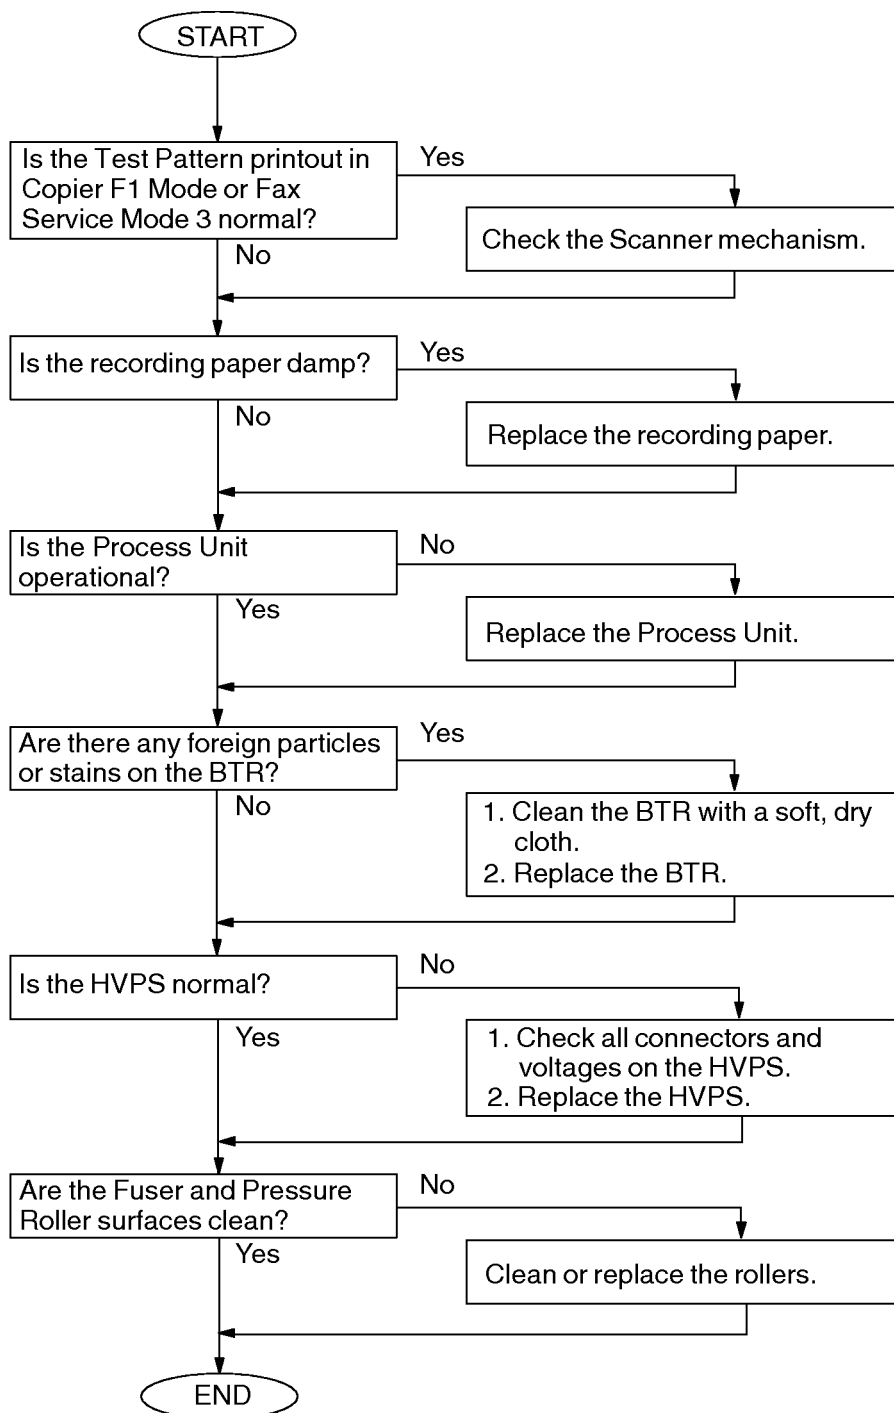 START
Is the Test Pattern printout in
Copier F1 Mode or Fax
Service Mode 3 normal?
Yes
Check the Scanner mechanism.
No
Is the recording paper damp?
Yes
Replace the recording paper.
No
Is the Process Unit
operational?
No
Replace the Process Unit.
Yes
Are there any foreign particles
or stains on the BTR?
Yes
1. Clean the BTR with a soft, dry
cloth.
2. Replace the BTR.
No
Is the HVPS normal?
No
1. Check all connectors and
voltages on the HVPS.
2. Replace the HVPS.
Yes
Are the Fuser and Pressure
Roller surfaces clean?
No
Clean or replace the rollers.
Yes
END